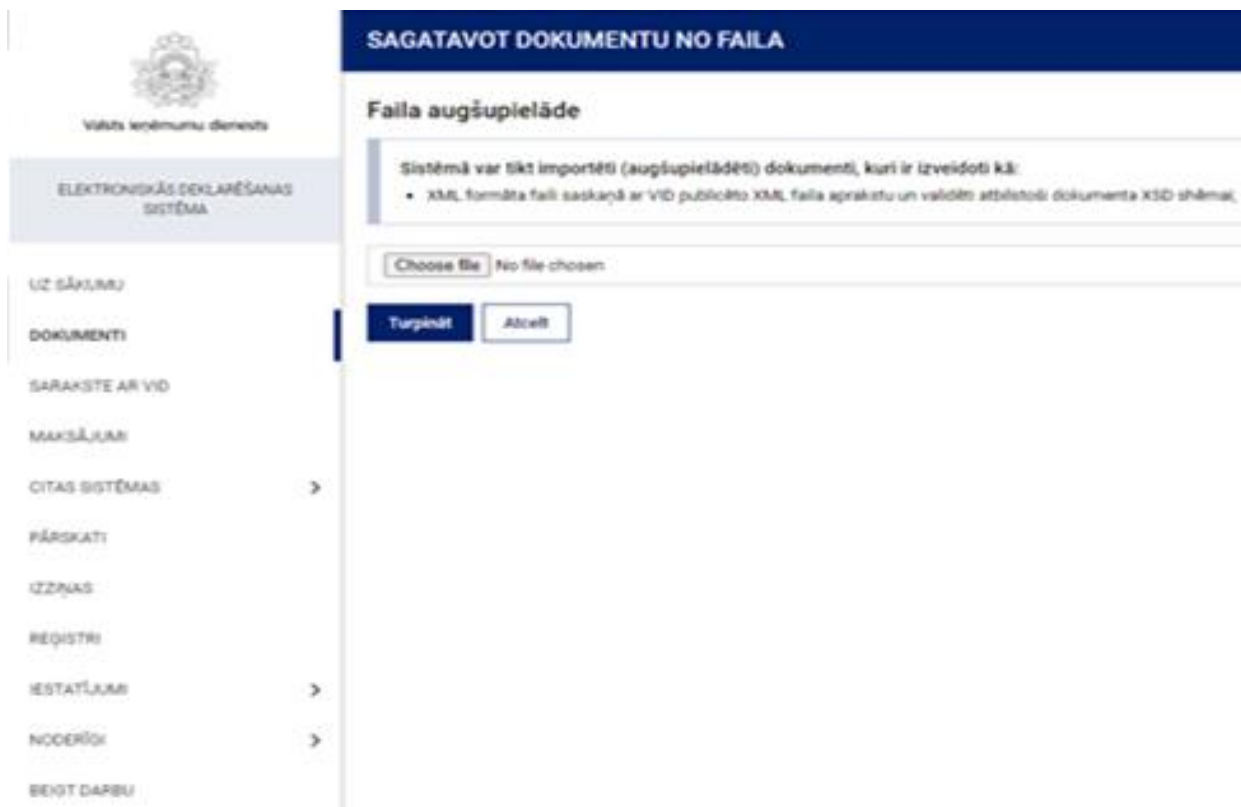 Valsts ieņēmumu dienests
ELEKTRONISKĀS DEKLARĒŠANAS
SISTĒMA
UZ SĀKUMU
DOKUMENTI
SARAKSTE AR VID
MAKSĀJUMI
CITAS SISTĒMAS
PĀRSKATI
IZZIŅAS
REĢISTRI
IESTATĪJUMI
NODERĪGI
BEIGT DARBU
SAGATAVOT DOKUMENTU NO FAILA
Faila augšupielāde
Sistēmā var tikt importēti (augšupielādēti) dokumenti, kuri ir izveidoti kā:
• XML formāta faili saskaņā ar VID publicēto XML faila aprakstu un validēti atbilstoši dokumenta XSD shēmai;
Choose file No file chosen
Turpināt Atcelt